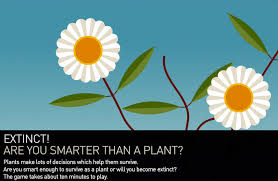 EXTINCT!
ARE YOU SMARTER THAN A PLANT?
Plants make lots of decisions which help them survive.
Are you smart enough to survive as a plant or will you become extinct?
The game takes about ten minutes to play.